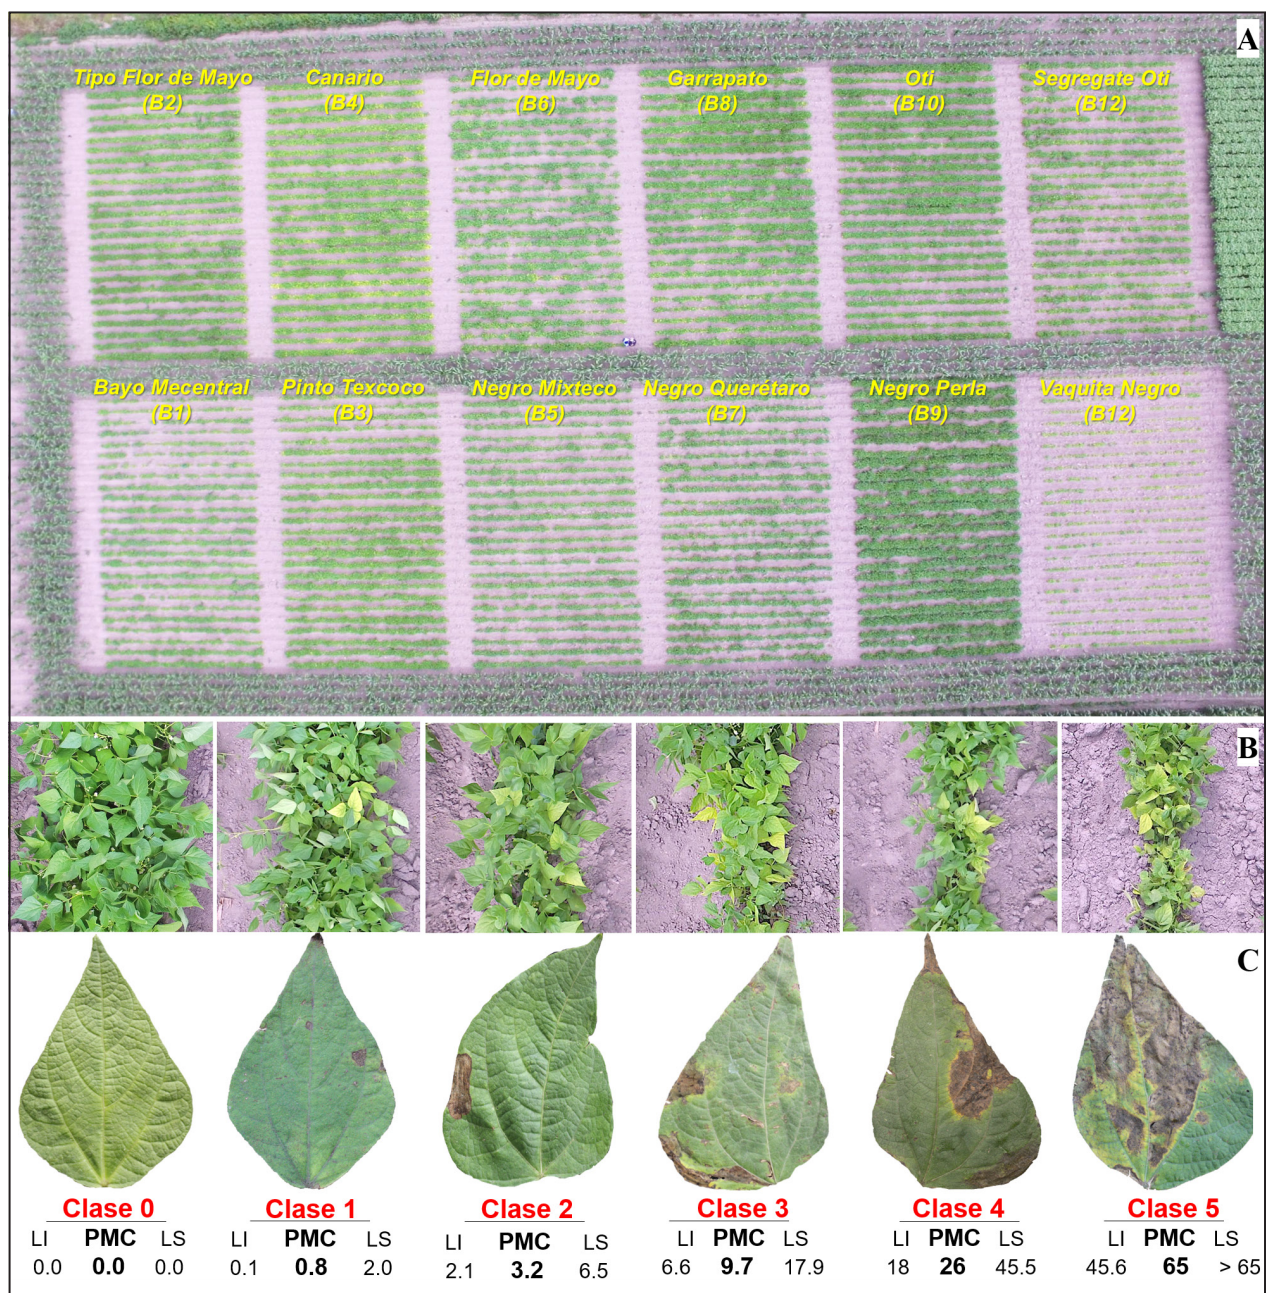 A
Tipo Flor de Mayo
(B2)
Canario
(B4)
Flor de Mayo
(B6)
Garrapato
(B8)
Oti
(B10)
Segregate Oti
(B12)
Bayo Mecentral
(B1)
Pinto Texcoco
(B3)
Negro Mixteco
(B5)
Negro Querétaro
(B7)
Negro Perla
(B9)
Vaquita Negro
(B12)
B
C
Clase 0
LI PMC LS
0.0 0.0 0.0
Clase 1
LI PMC LS
0.1 0.8 2.0
Clase 2
LI PMC LS
2.1 3.2 6.5
Clase 3
LI PMC LS
6.6 9.7 17.9
Clase 4
LI PMC LS
18 26 45.5
Clase 5
LI PMC LS
45.6 65 > 65